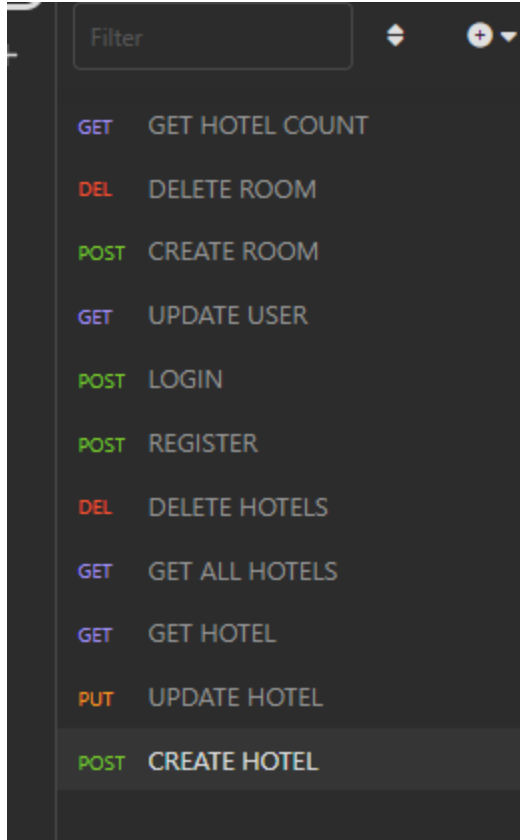 Filter
GET GET HOTEL COUNT
DEL DELETE ROOM
POST CREATE ROOM
GET UPDATE USER
POST LOGIN
POST REGISTER
DEL DELETE HOTELS
GET GET ALL HOTELS
GET GET HOTEL
PUT UPDATE HOTEL
POST CREATE HOTEL